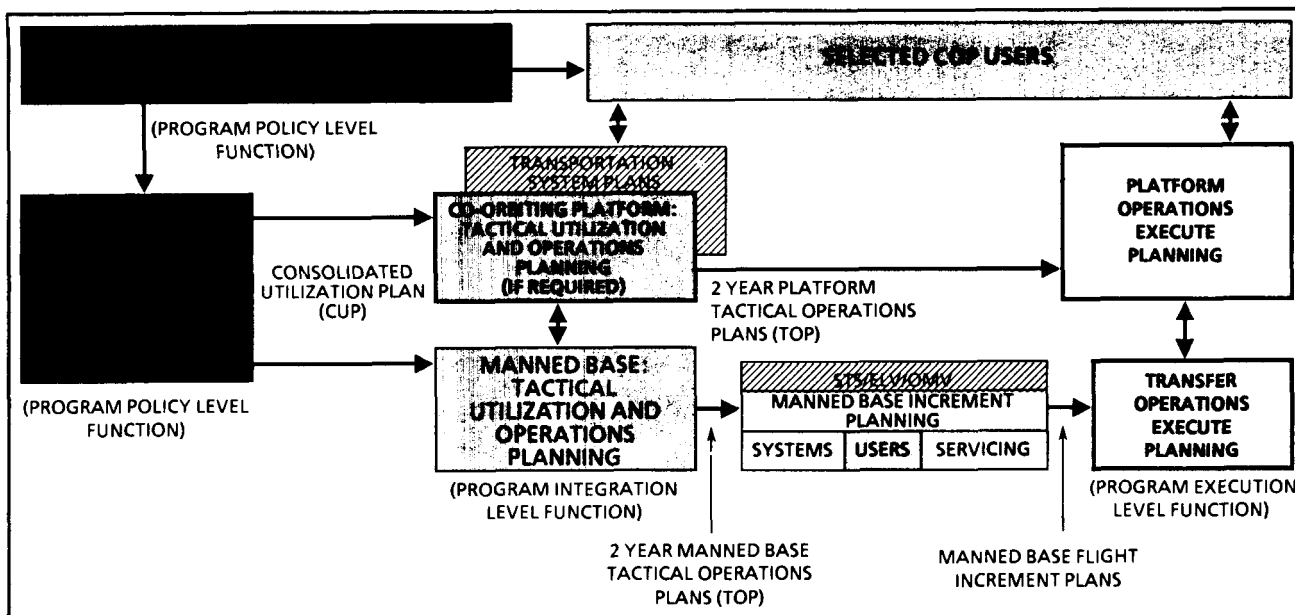 SELECTED COP USERS
(PROGRAM POLICY LEVEL
FUNCTION)
TRANSPORTATION
SYSTEM PLANS
CO-ORBITING PLATFORM:
TACTICAL UTILIZATION
AND OPERATIONS
PLANNING
(IF REQUIRED)
PLATFORM
OPERATIONS
EXECUTE
PLANNING
CONSOLIDATED
UTILIZATION PLAN
(CUP)
2 YEAR PLATFORM
TACTICAL OPERATIONS
PLANS (TOP)
(PROGRAM POLICY LEVEL
FUNCTION)
MANNED BASE:
TACTICAL
UTILIZATION AND
OPERATIONS
PLANNING
(PROGRAM INTEGRATION
LEVEL FUNCTION)
STS/ELV/OMV
MANNED BASE INCREMENT
PLANNING
SYSTEMS
USERS
SERVICING
TRANSFER
OPERATIONS
EXECUTE
PLANNING
(PROGRAM EXECUTION
LEVEL FUNCTION)
2 YEAR MANNED BASE
TACTICAL OPERATIONS
PLANS (TOP)
MANNED BASE FLIGHT
INCREMENT PLANS